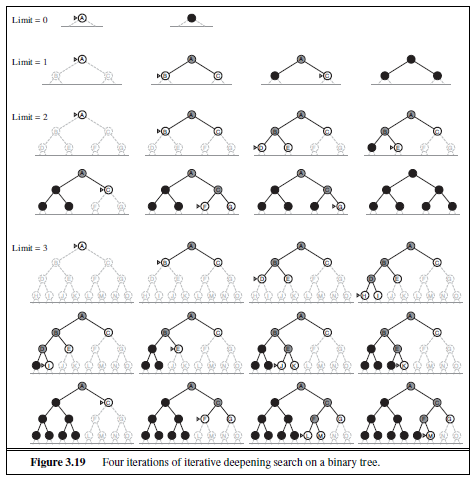 Limit = 0
A
Limit = 1
A
B
C
A
B
C
A
C
Limit = 2
A
B
C
D
E
F
G
A
B
C
D
E
F
G
A
B
C
D
E
F
G
A
B
C
E
F
G
A
C
F
G
A
C
F
G
A
C
G
Limit = 3
A
B
C
D
E
F
G
H
I
J
K
L
M
N
O
A
B
C
D
E
F
G
H
I
J
K
L
M
N
O
A
B
C
D
E
F
G
H
I
J
K
L
M
N
O
A
B
C
D
E
F
G
H
I
J
K
L
M
N
O
A
B
C
D
E
F
G
I
J
K
L
M
N
O
A
B
C
E
F
G
J
K
L
M
N
O
A
B
C
E
F
G
J
K
L
M
N
O
A
B
C
E
F
G
K
L
M
N
O
A
C
F
G
L
M
N
O
A
C
F
G
L
M
N
O
A
C
F
G
L
M
N
O
A
C
F
G
M
N
O
Figure 3.19 Four iterations of iterative deepening search on a binary tree.